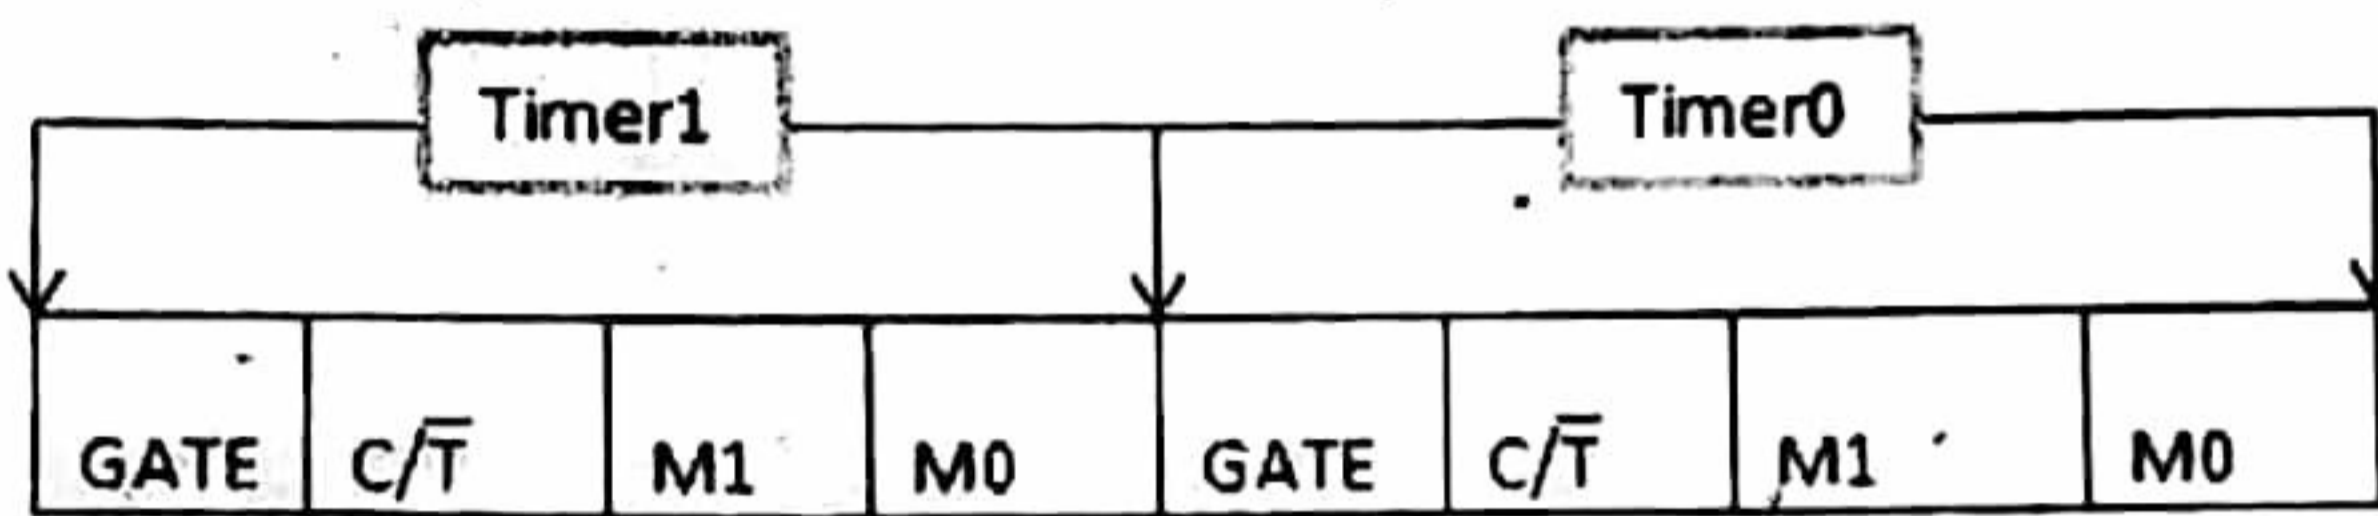 Timer1 Timer0
GATE C/T̅ M1 M0 GATE C/T̅ M1 M0